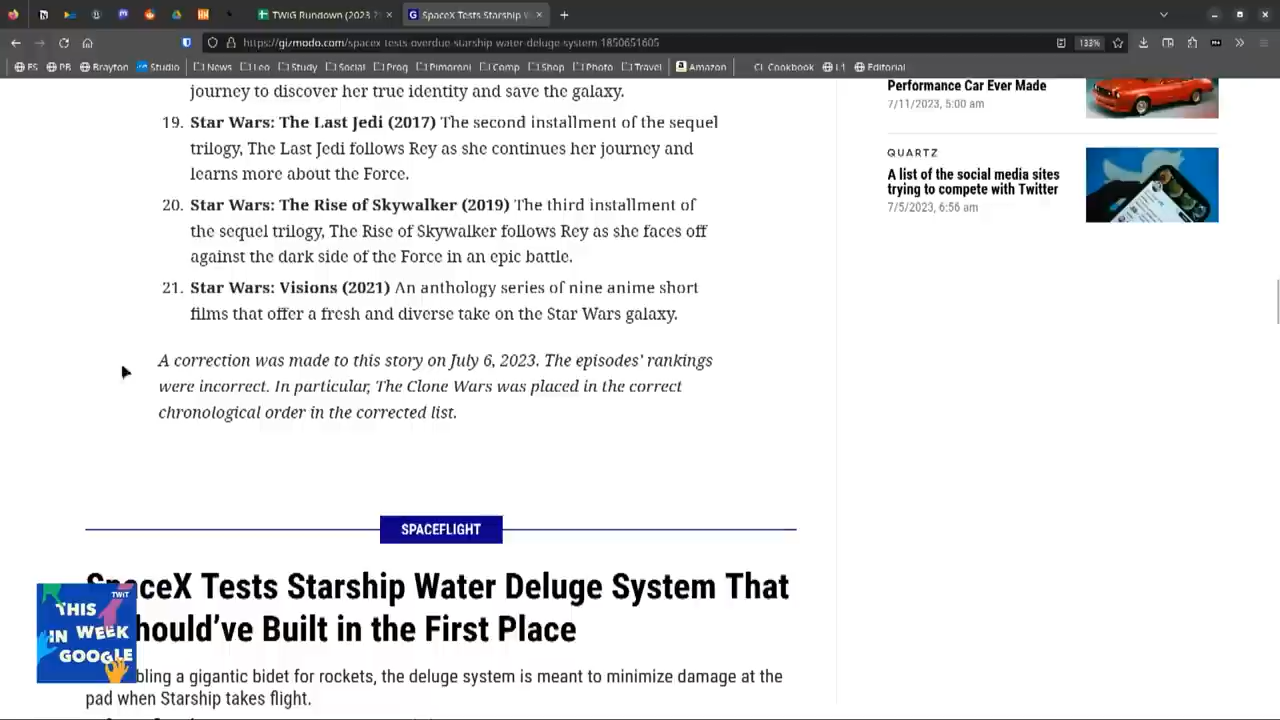 TWiG Rundown (2023 7
SpaceX Tests Starship W
https://gizmodo.com/spacex-tests-overdue-starship-water-deluge-system-1850651605
133%
BS PB Brayton Studio News Leo Study Social Prog Pimoroni Comp Shop Photo Travel Amazon Cookbook L1 Editorial
journey to discover her true identity and save the galaxy.
19. Star Wars: The Last Jedi (2017) The second installment of the sequel
trilogy, The Last Jedi follows Rey as she continues her journey and
learns more about the Force.
20. Star Wars: The Rise of Skywalker (2019) The third installment of
the sequel trilogy, The Rise of Skywalker follows Rey as she faces off
against the dark side of the Force in an epic battle.
21. Star Wars: Visions (2021) An anthology series of nine anime short
films that offer a fresh and diverse take on the Star Wars galaxy.
A correction was made to this story on July 6, 2023. The episodes' rankings
were incorrect. In particular, The Clone Wars was placed in the correct
chronological order in the corrected list.
SPACEFLIGHT
SpaceX Tests Starship Water Deluge System That
hould've Built in the First Place
bling a gigantic bidet for rockets, the deluge system is meant to minimize damage at the
pad when Starship takes flight.
THIS
IN WEEK
GOOGLE
TWiT
Performance Car Ever Made
7/11/2023, 5:00 am
QUARTZ
A list of the social media sites
trying to compete with Twitter
7/5/2023, 6:56 am